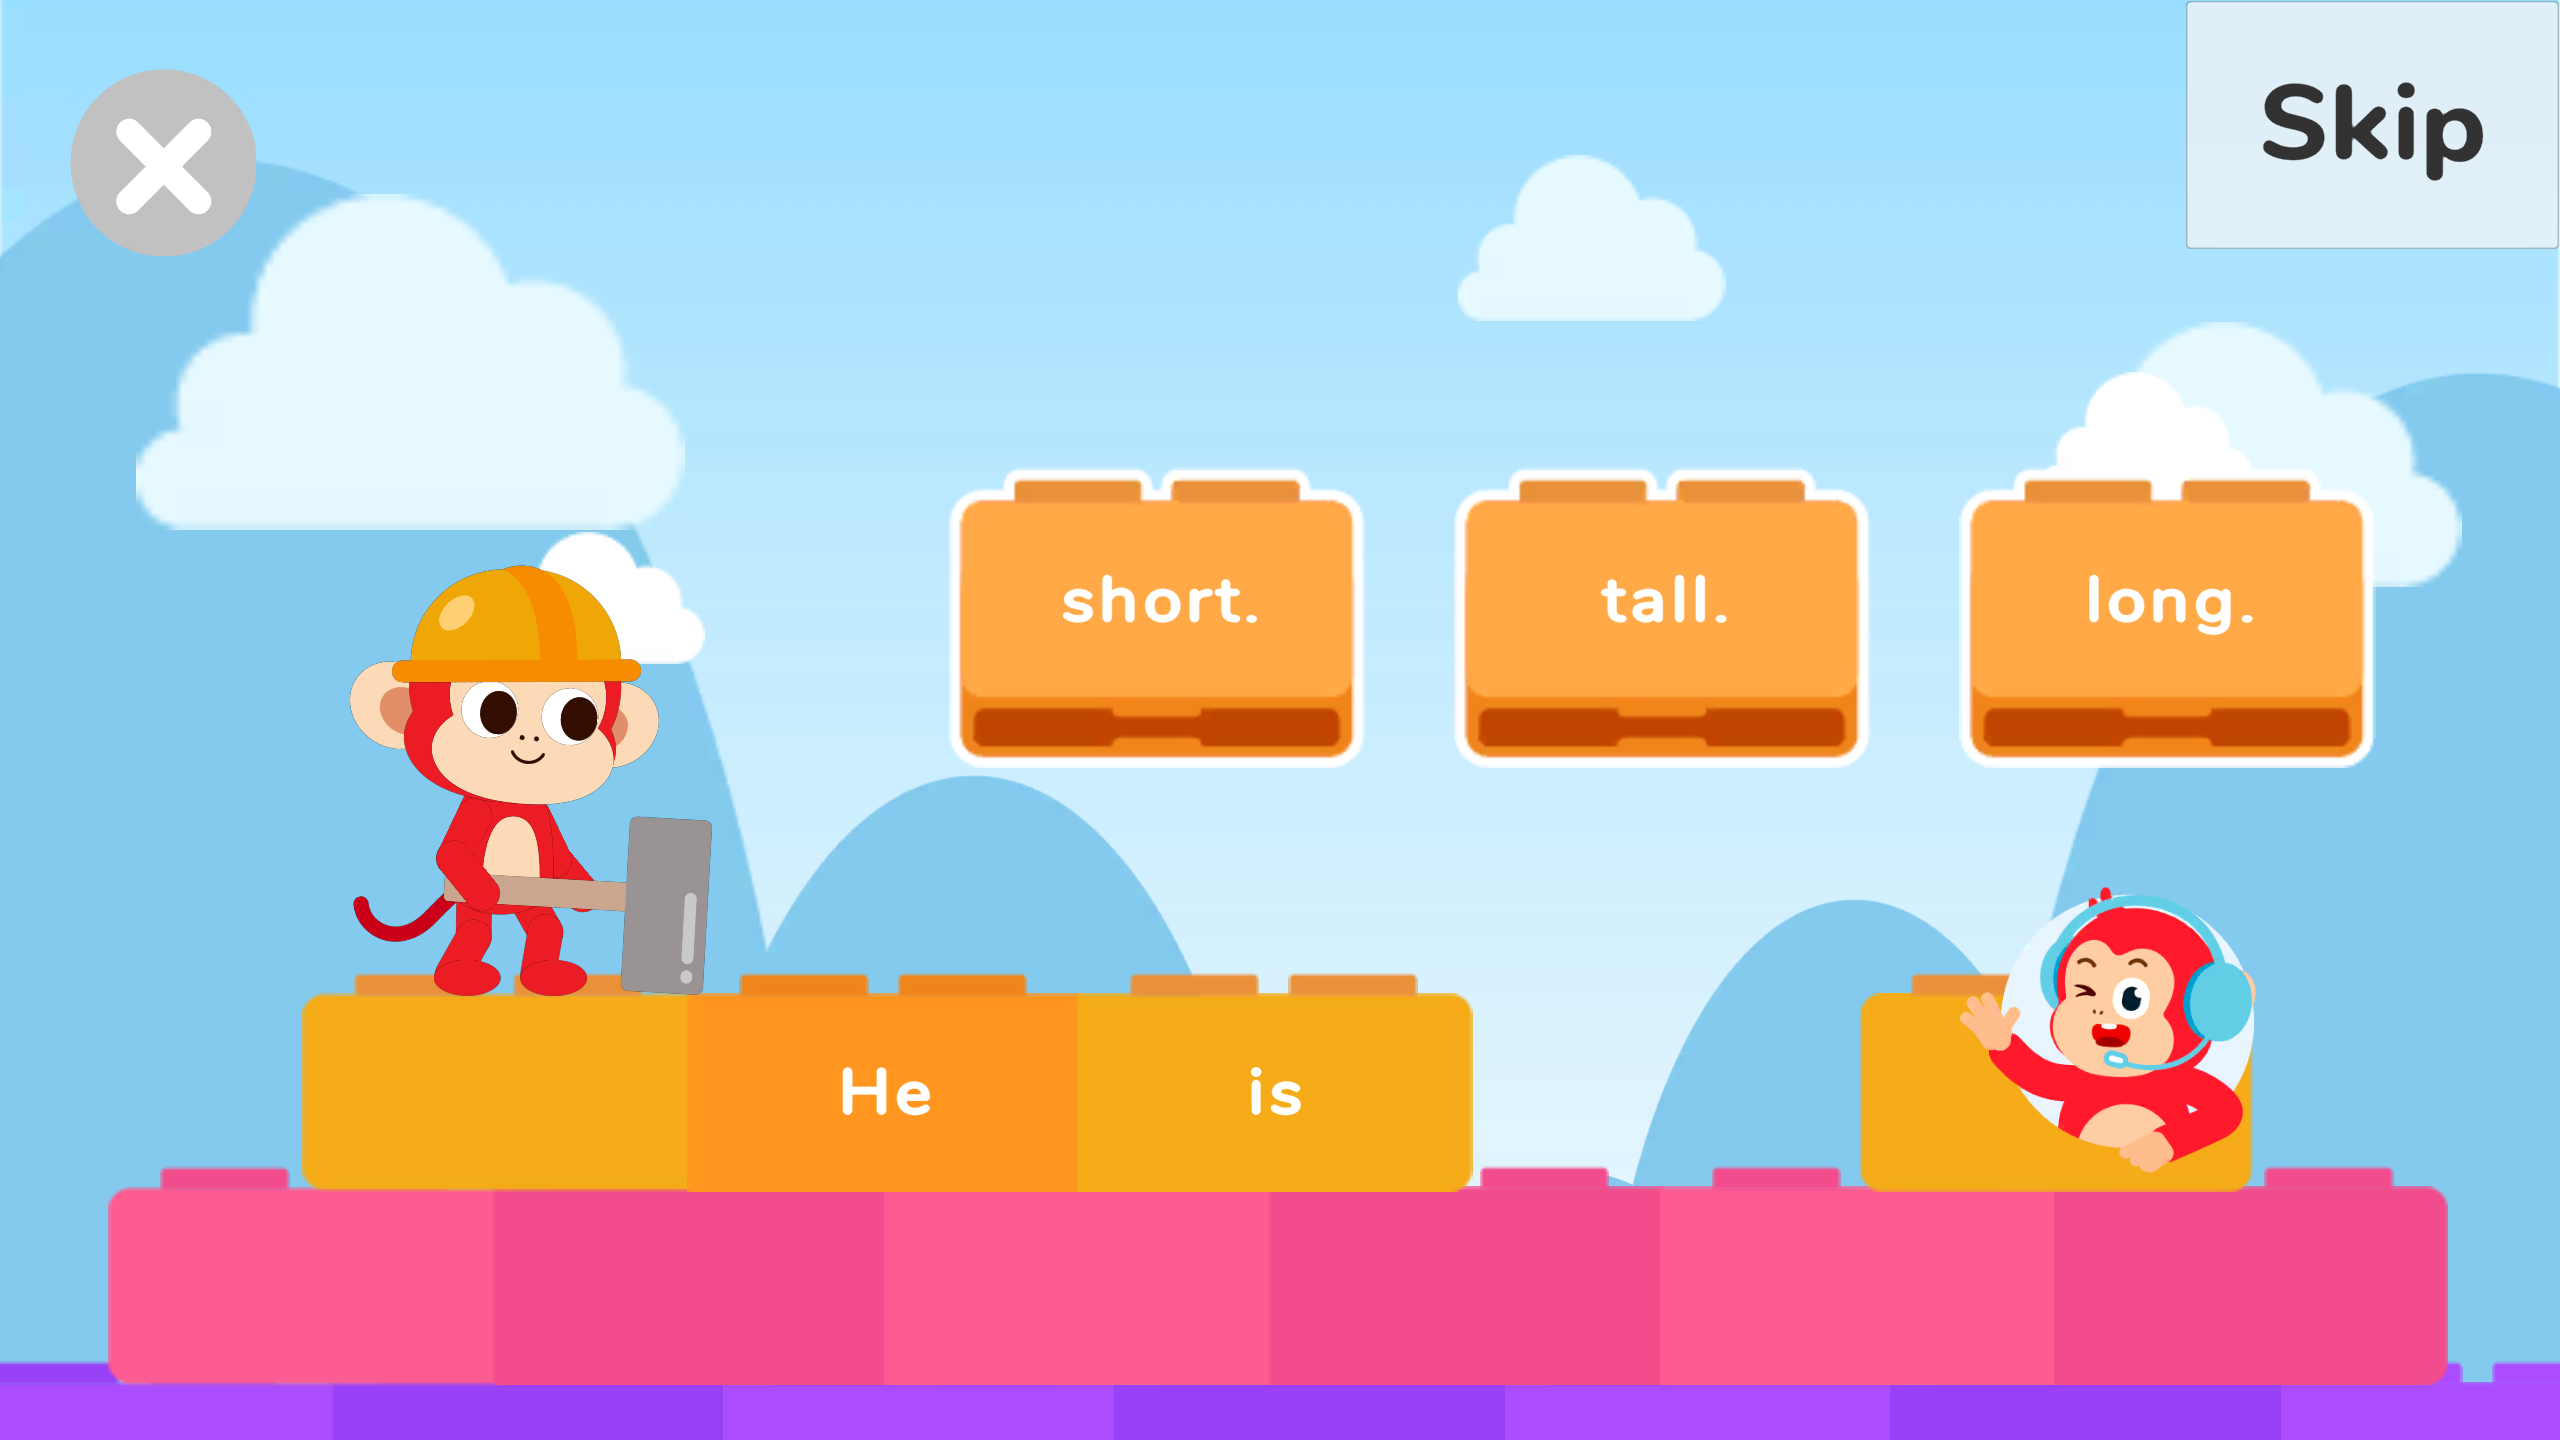 Skip
short.
tall.
long.
He is